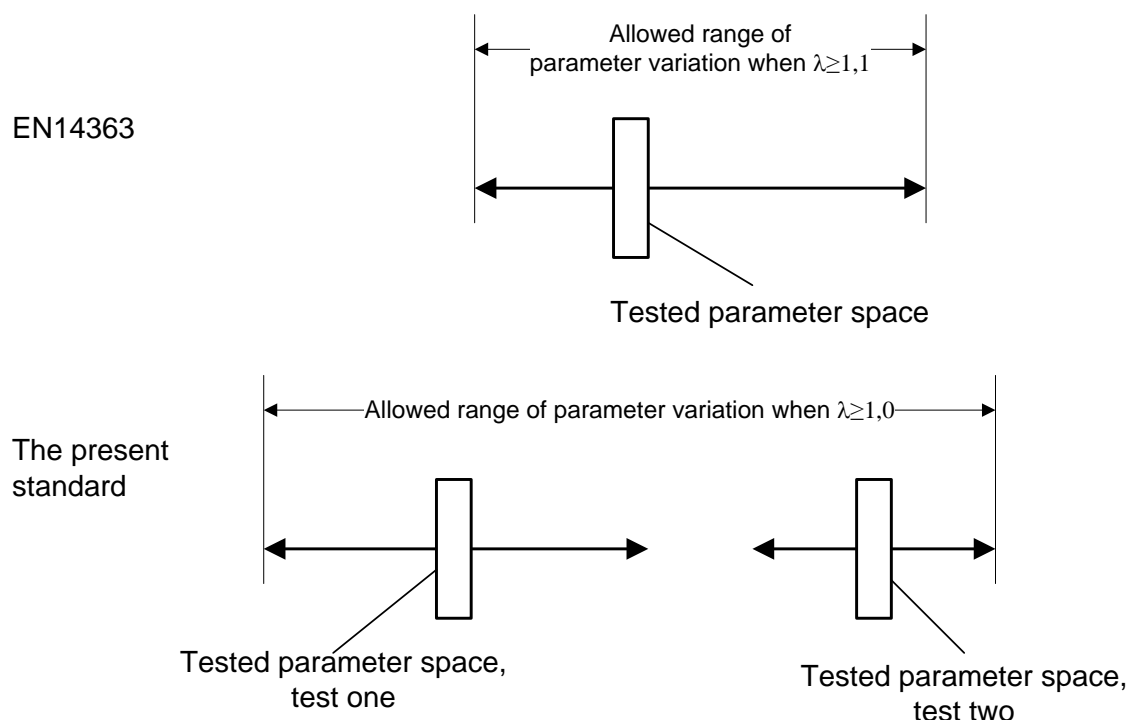 Allowed range of
parameter variation when λ≥1,1
EN14363
Tested parameter space
Allowed range of parameter variation when λ≥1,0
The present
standard
Tested parameter space,
test one
Tested parameter space,
test two